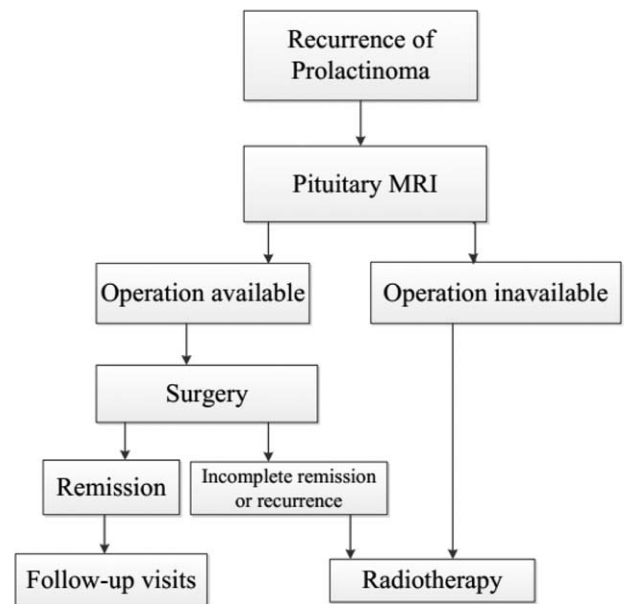 Recurrence of
Prolactinoma
Pituitary MRI
Operation available
Operation inavailable
Surgery
Remission
Incomplete remission
or recurrence
Follow-up visits
Radiotherapy